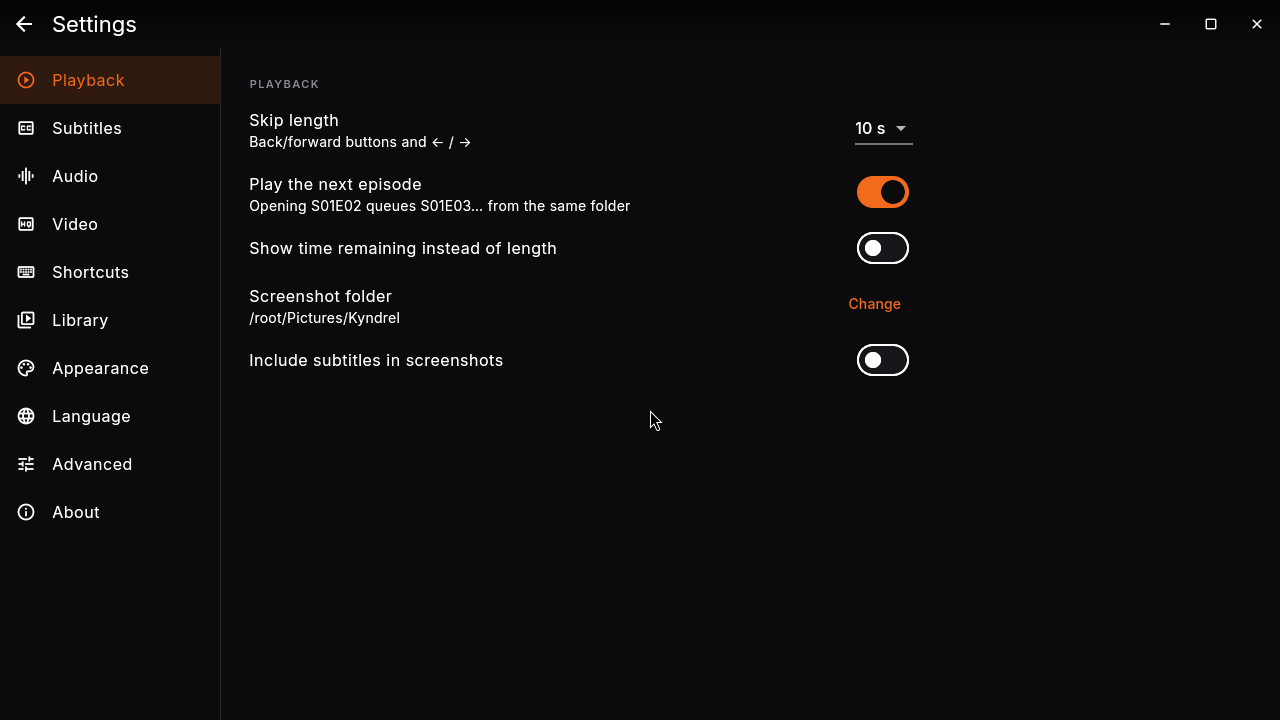 Settings
Playback
Subtitles
Audio
Video
Shortcuts
Library
Appearance
Language
Advanced
About
PLAYBACK
Skip length
Back/forward buttons and ← / →
10 s
Play the next episode
Opening S01E02 queues S01E03... from the same folder
Show time remaining instead of length
Screenshot folder
/root/Pictures/Kyndrel
Change
Include subtitles in screenshots